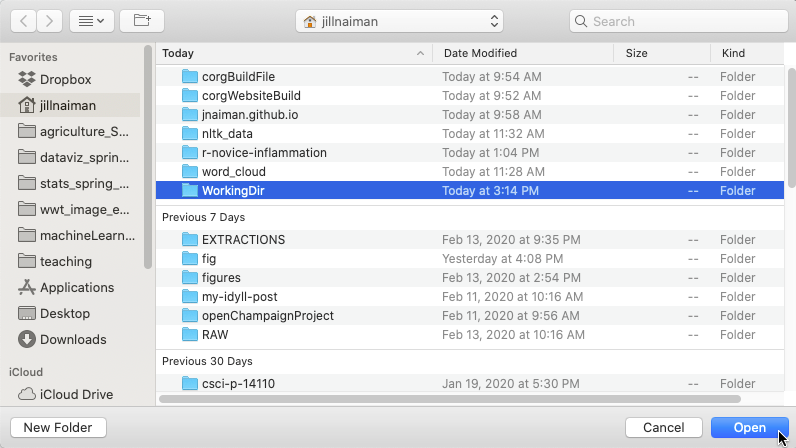 jillnaiman
Search
Favorites
Dropbox
jillnaiman
agriculture_S...
dataviz_sprin...
stats_spring_...
wwt_image_e...
machineLearn...
teaching
Applications
Desktop
Downloads
iCloud
iCloud Drive
Today Date Modified Size Kind
corgBuildFile Today at 9:54 AM -- Folder
corgWebsiteBuild Today at 9:52 AM -- Folder
jnaiman.github.io Today at 9:58 AM -- Folder
nltk_data Today at 11:32 AM -- Folder
r-novice-inflammation Today at 1:04 PM -- Folder
word_cloud Today at 11:28 AM -- Folder
WorkingDir Today at 3:14 PM -- Folder
Previous 7 Days
EXTRACTIONS Feb 13, 2020 at 9:35 PM -- Folder
fig Yesterday at 4:08 PM -- Folder
figures Feb 13, 2020 at 2:54 PM -- Folder
my-idyll-post Feb 11, 2020 at 10:16 AM -- Folder
openChampaignProject Feb 11, 2020 at 9:56 AM -- Folder
RAW Feb 13, 2020 at 10:16 AM -- Folder
Previous 30 Days
csci-p-14110 Jan 19, 2020 at 5:30 PM -- Folder
New Folder Cancel Open